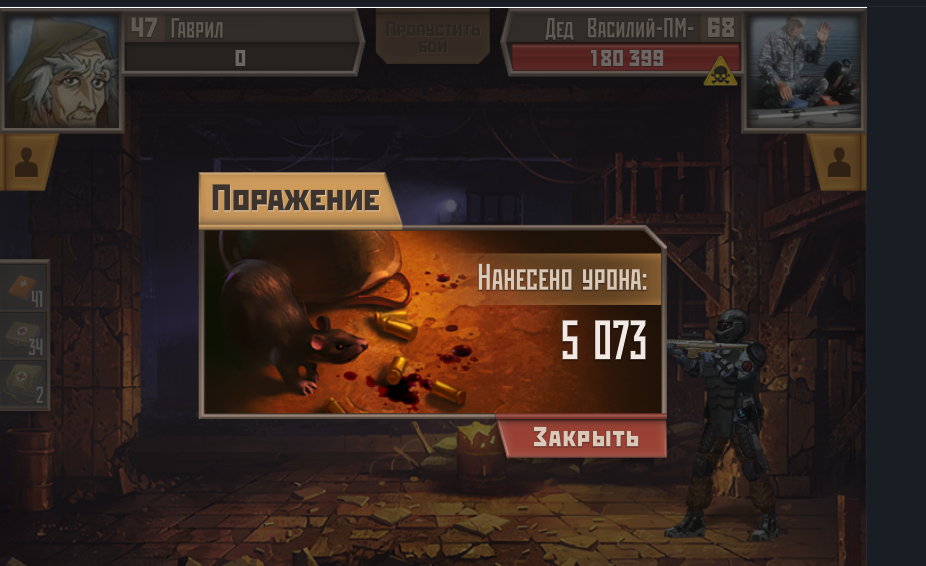 47 Гаврил
0
Пропустить
бой
Дед Василий-ПМ- 68
180 399
Поражение
Нанесено урона:
5 073
41
34
2
Закрыть